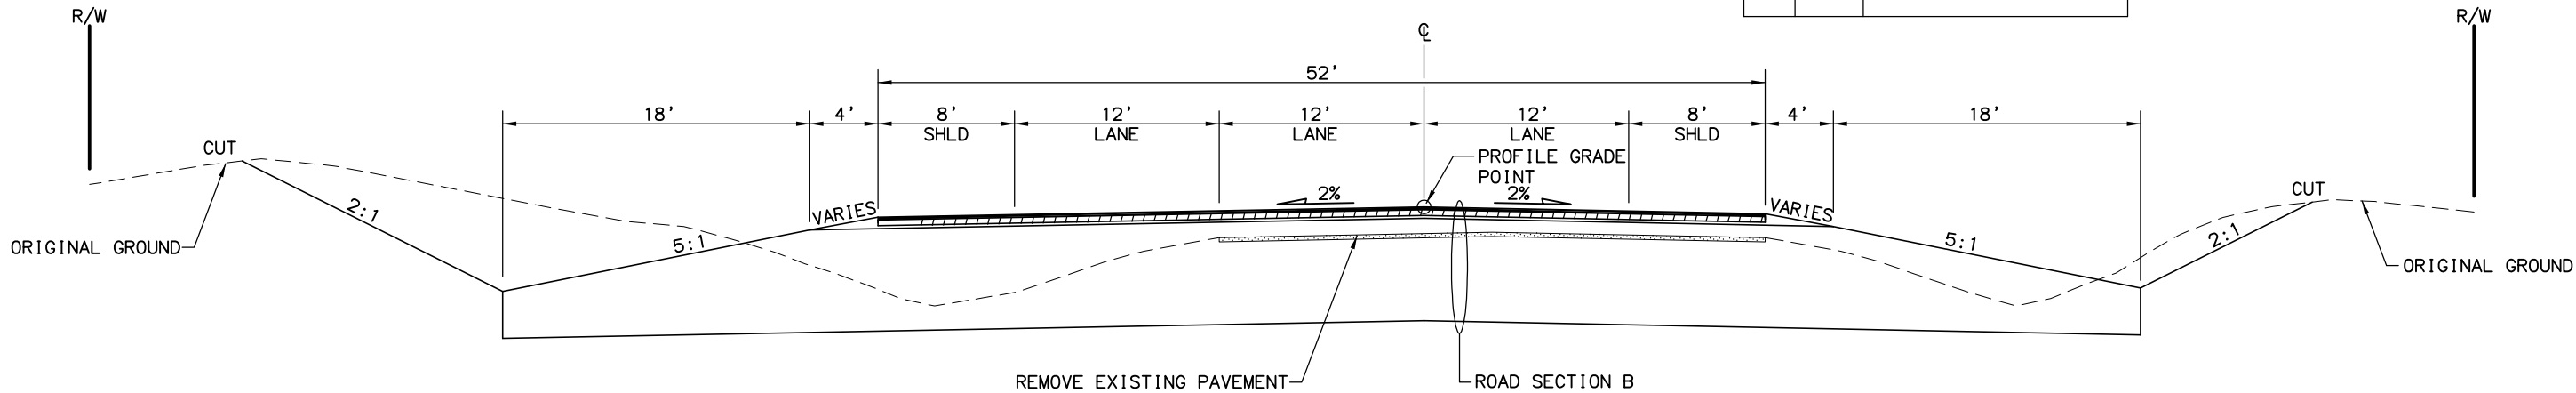 R/W
R/W
℄
52'
18'
4'
8'
12'
12'
12'
8'
4'
18'
SHLD
LANE
LANE
LANE
SHLD
CUT
PROFILE GRADE
POINT
2%
2%
CUT
2:1
VARIES
VARIES
2:1
ORIGINAL GROUND
5:1
5:1
ORIGINAL GROUND
REMOVE EXISTING PAVEMENT
ROAD SECTION B